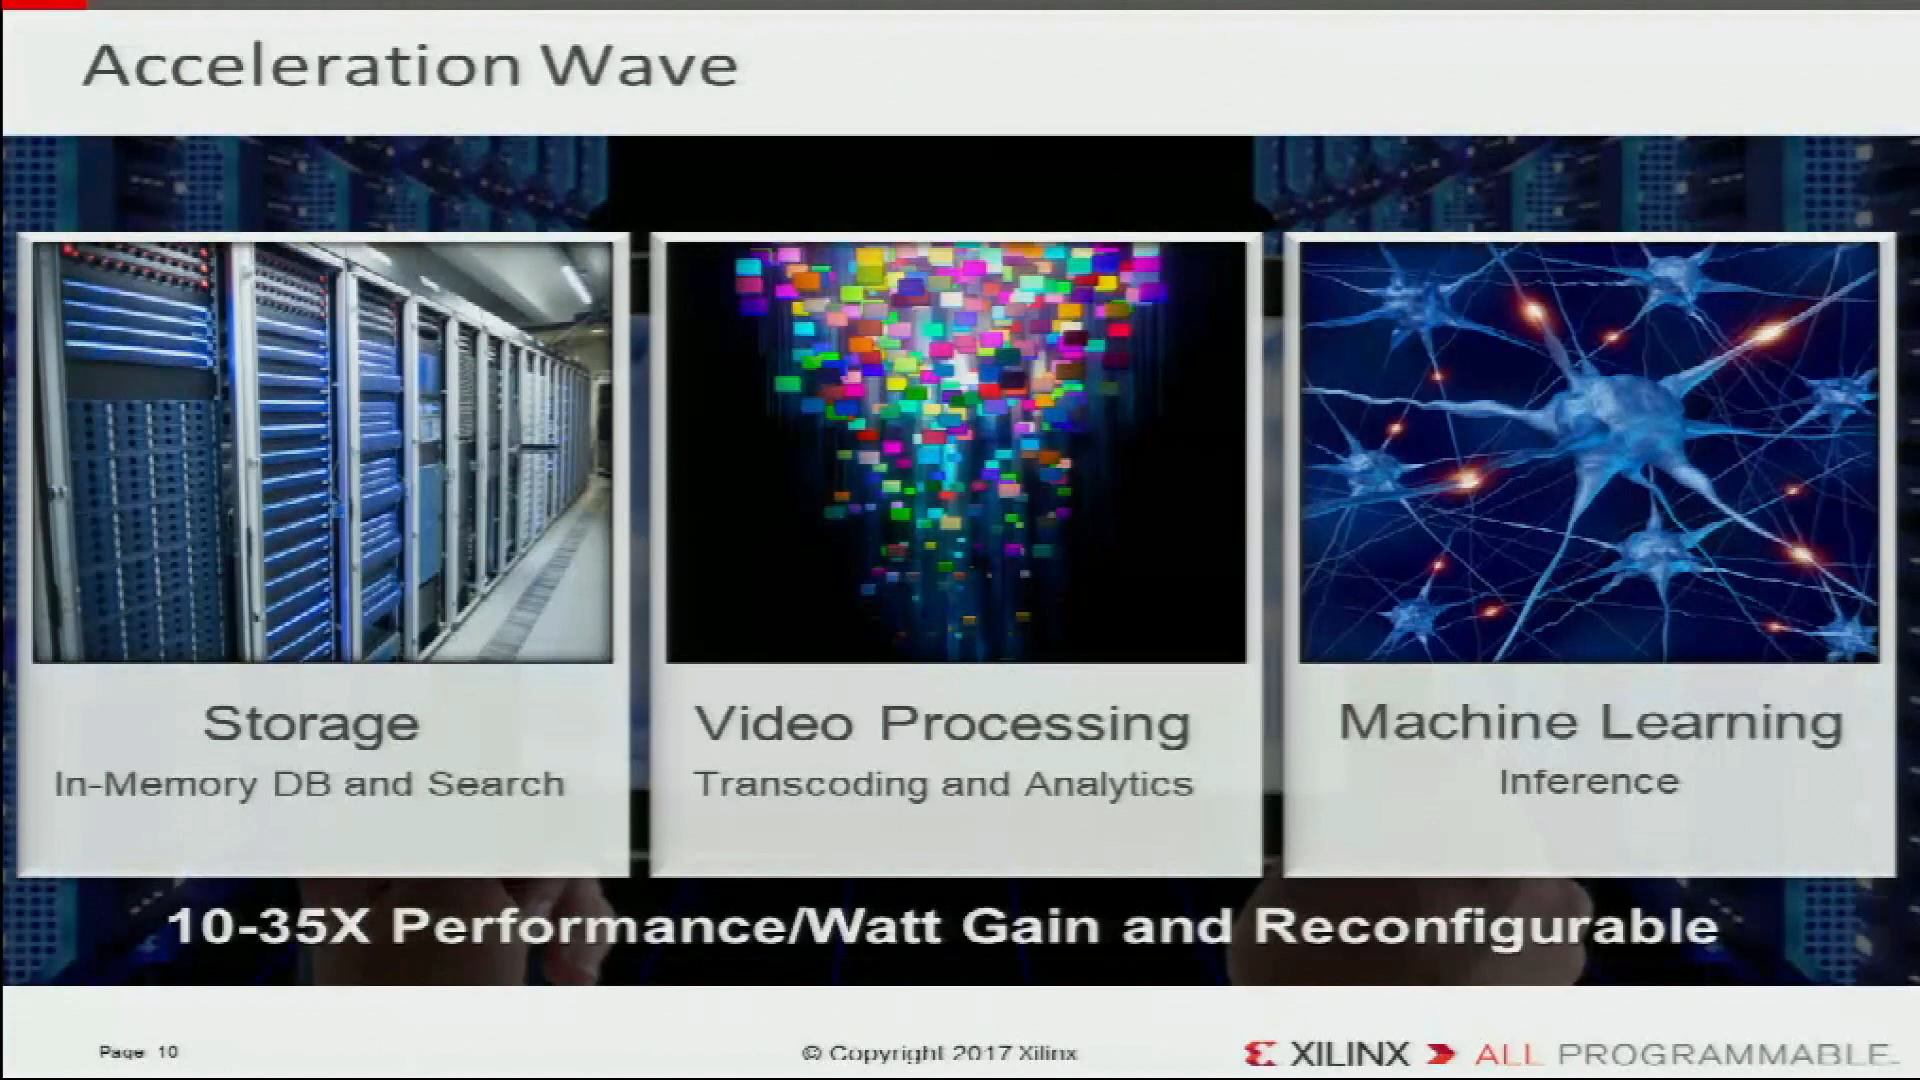 Acceleration Wave
Storage
In-Memory DB and Search
Video Processing
Transcoding and Analytics
Machine Learning
Inference
10-35X Performance/Watt Gain and Reconfigurable
Page 10
© Copyright 2017 Xilinx
XILINX ALL PROGRAMMABLE